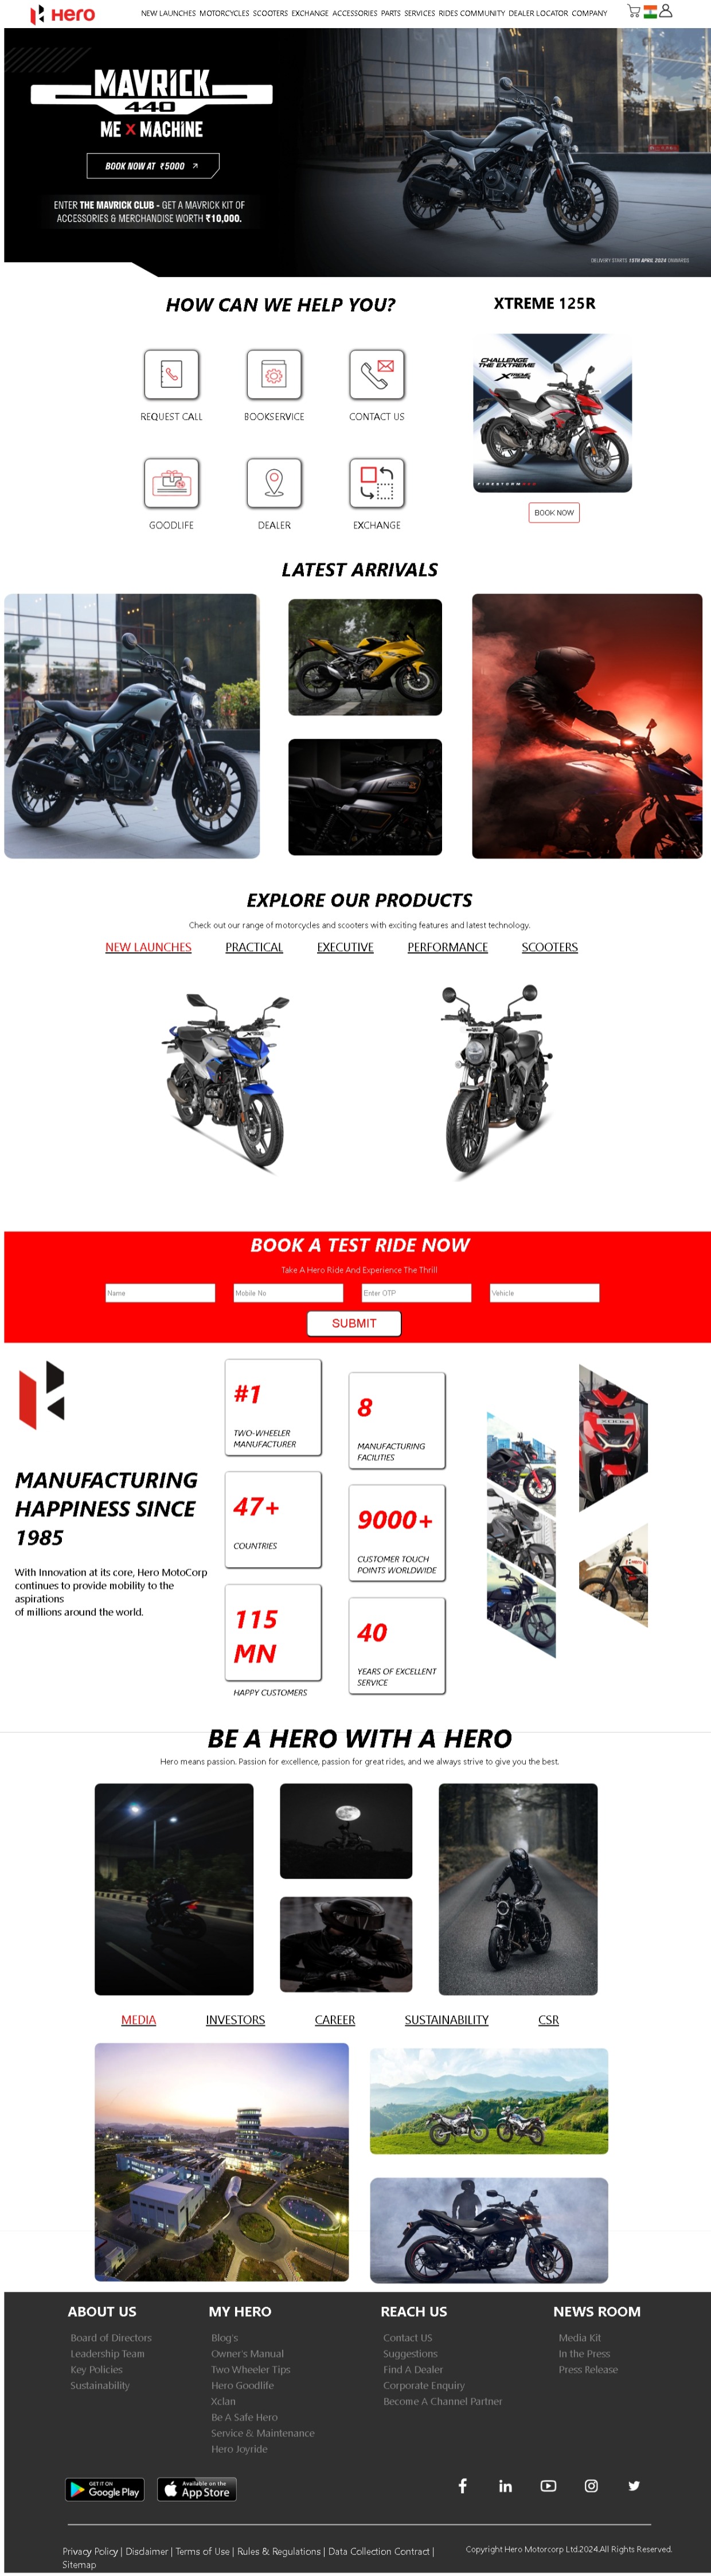 Hero
NEW LAUNCHES MOTORCYCLES SCOOTERS EXCHANGE ACCESSORIES PARTS SERVICES RIDES COMMUNITY DEALER LOCATOR COMPANY
MAVRICK
440
ME X MACHINE
BOOK NOW AT ₹5000
ENTER THE MAVRICK CLUB - GET A MAVRICK KIT OF
ACCESSORIES & MERCHANDISE WORTH ₹10,000.
DELIVERY STARTS 15TH APRIL 2024 ONWARDS
HOW CAN WE HELP YOU?
XTREME 125R
CHALLENGE
THE EXTREME
XTREME
REQUEST CALL
BOOKSERVICE
CONTACT US
GOODLIFE
DEALER
EXCHANGE
BOOK NOW
LATEST ARRIVALS
EXPLORE OUR PRODUCTS
Check out our range of motorcycles and scooters with exciting features and latest technology.
NEW LAUNCHES
PRACTICAL
EXECUTIVE
PERFORMANCE
SCOOTERS
BOOK A TEST RIDE NOW
Take A Hero Ride And Experience The Thrill
Name
Mobile No
Enter OTP
Vehicle
SUBMIT
MANUFACTURING
HAPPINESS SINCE
1985
With Innovation at its core, Hero MotoCorp
continues to provide mobility to the
aspirations
of millions around the world.
#1
TWO-WHEELER
MANUFACTURER
8
MANUFACTURING
FACILITIES
47+
COUNTRIES
9000+
CUSTOMER TOUCH
POINTS WORLDWIDE
115
MN
HAPPY CUSTOMERS
40
YEARS OF EXCELLENT
SERVICE
XOOM
BE A HERO WITH A HERO
Hero means passion. Passion for excellence, passion for great rides, and we always strive to give you the best.
MEDIA
INVESTORS
CAREER
SUSTAINABILITY
CSR
ABOUT US
Board of Directors
Leadership Team
Key Policies
Sustainability
MY HERO
Blog's
Owner's Manual
Two Wheeler Tips
Hero Goodlife
Xclan
Be A Safe Hero
Service & Maintenance
Hero Joyride
REACH US
Contact US
Suggestions
Find A Dealer
Corporate Enquiry
Become A Channel Partner
NEWS ROOM
Media Kit
In the Press
Press Release
GET IT ON
Google Play
Available on the
App Store
Privacy Policy | Disclaimer | Terms of Use | Rules & Regulations | Data Collection Contract |
Sitemap
Copyright Hero Motorcorp Ltd.2024.All Rights Reserved.